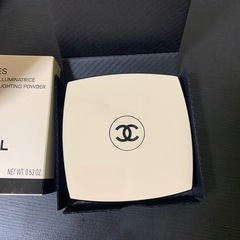 ES
ILLUMINATRICE
LIGHTING POWDER
L
NET WT. 0.53 OZ.